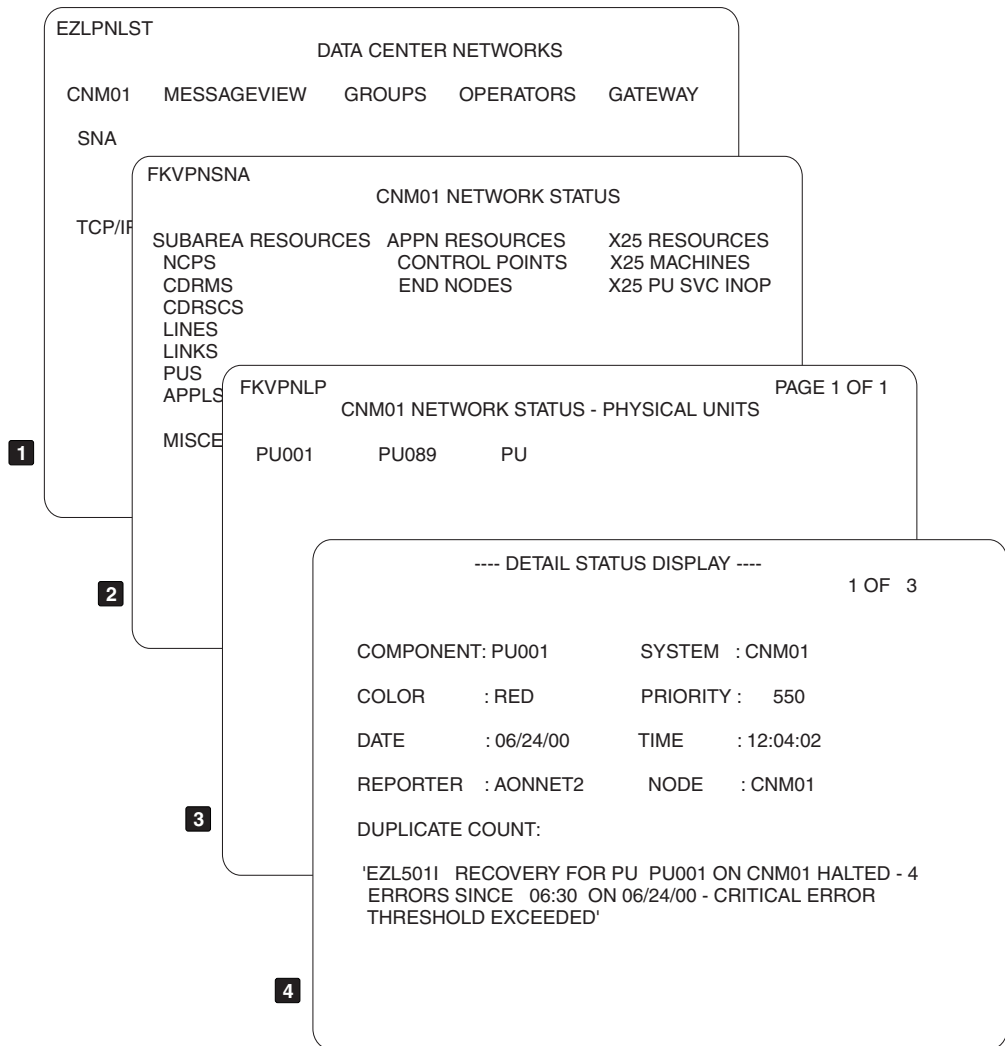 EZLPNLST
DATA CENTER NETWORKS
CNM01 MESSAGEVIEW GROUPS OPERATORS GATEWAY
SNA
TCP/IP
1
FKVPNSNA
CNM01 NETWORK STATUS
SUBAREA RESOURCES APPN RESOURCES X25 RESOURCES
NCPS CONTROL POINTS X25 MACHINES
CDRMS END NODES X25 PU SVC INOP
CDRSCS
LINES
LINKS
PUS
APPLS
MISCE
2
FKVPNLP PAGE 1 OF 1
CNM01 NETWORK STATUS - PHYSICAL UNITS
PU001 PU089 PU
3
---- DETAIL STATUS DISPLAY ----
1 OF 3
COMPONENT: PU001 SYSTEM : CNM01
COLOR : RED PRIORITY : 550
DATE : 06/24/00 TIME : 12:04:02
REPORTER : AONNET2 NODE : CNM01
DUPLICATE COUNT:
'EZL501I RECOVERY FOR PU PU001 ON CNM01 HALTED - 4
ERRORS SINCE 06:30 ON 06/24/00 - CRITICAL ERROR
THRESHOLD EXCEEDED'
4